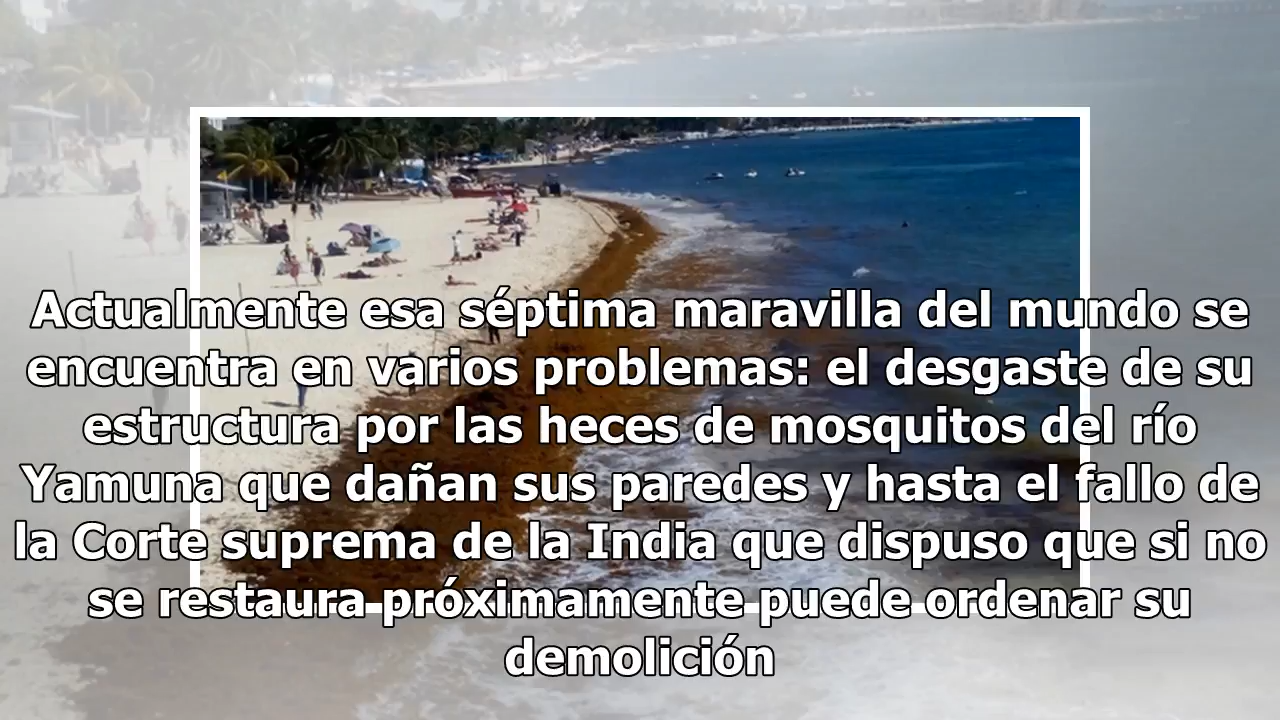 Actualmente esa séptima maravilla del mundo se
encuentra en varios problemas: el desgaste de su
estructura por las heces de mosquitos del río
Yamuna que dañan sus paredes y hasta el fallo de
la Corte suprema de la India que dispuso que si no
se restaura próximamente puede ordenar su
demolición